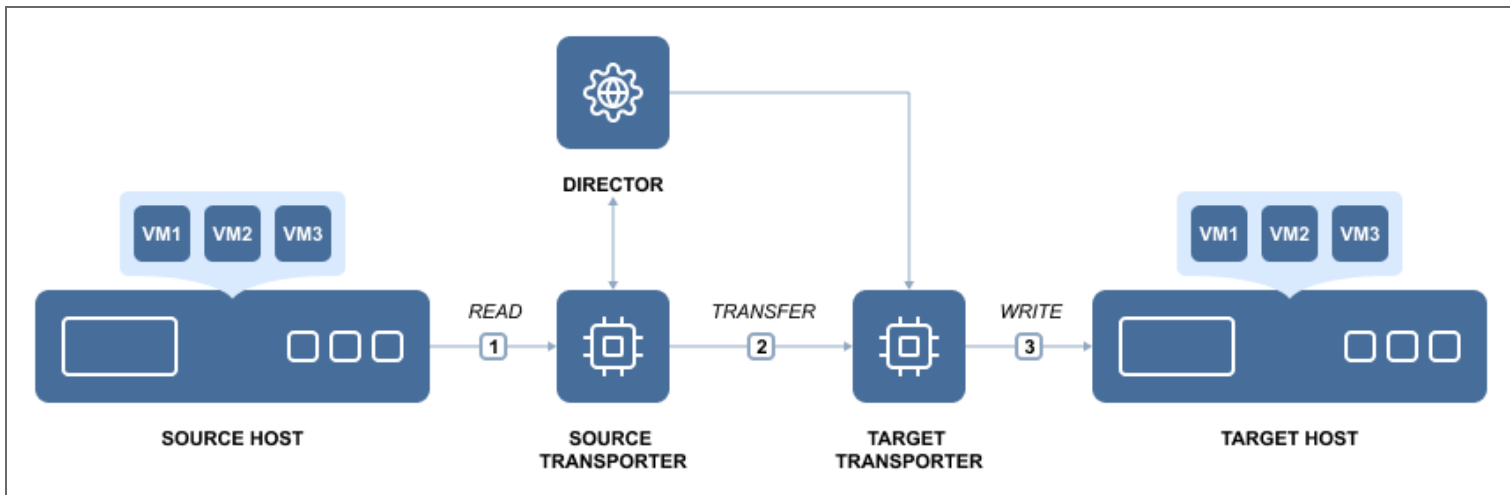 DIRECTOR
VM1 VM2 VM3
VM1 VM2 VM3
READ
TRANSFER
WRITE
1
2
3
SOURCE HOST
SOURCE
TRANSPORTER
TARGET
TRANSPORTER
TARGET HOST